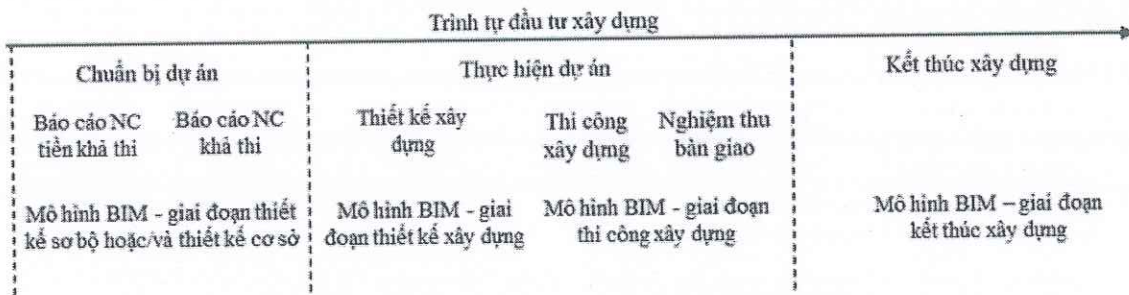 Trình tự đầu tư xây dựng
Chuẩn bị dự án
Thực hiện dự án
Kết thúc xây dựng
Báo cáo NC
tiền khả thi
Báo cáo NC
khả thi
Thiết kế xây
dựng
Thi công
xây dựng
Nghiệm thu
bàn giao
Mô hình BIM - giai đoạn thiết
kế sơ bộ hoặc/và thiết kế cơ sở
Mô hình BIM - giai
đoạn thiết kế xây dựng
Mô hình BIM - giai đoạn
thi công xây dựng
Mô hình BIM – giai đoạn
kết thúc xây dựng